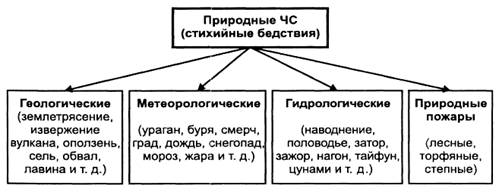 Природные ЧС
(стихийные бедствия)
Геологические
(землетрясение,
извержение
вулкана, оползень,
сель, обвал,
лавина и т. д.)
Метеорологические
(ураган, буря, смерч,
град, дождь, снегопад,
мороз, жара и т. д.)
Гидрологические
(наводнение,
половодье, затор,
зажор, нагон, тайфун,
цунами и т. д.)
Природные
пожары
(лесные,
торфяные,
степные)